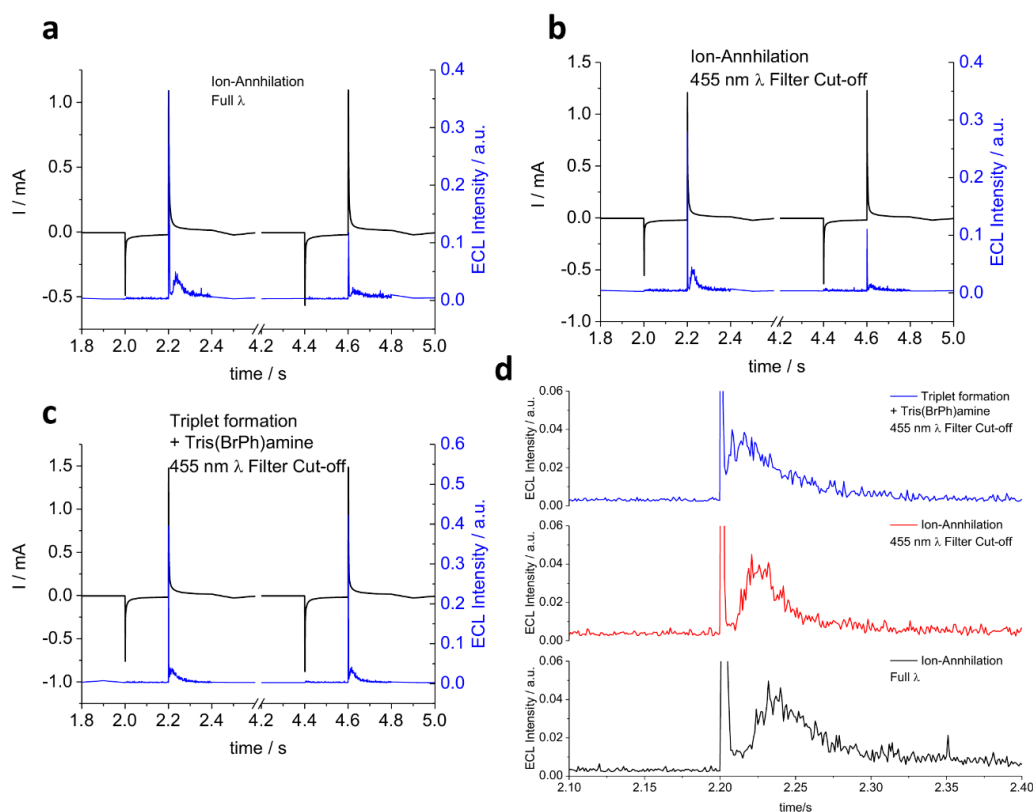 a
Ion-Annhilation
Full λ
I / mA
1.0
0.5
0.0
-0.5
ECL Intensity / a.u.
0.4
0.3
0.2
0.1
0.0
1.8 2.0 2.2 2.4 4.2 4.4 4.6 4.8 5.0
time / s
b
Ion-Annhilation
455 nm λ Filter Cut-off
I / mA
1.5
1.0
0.5
0.0
-0.5
-1.0
ECL Intensity / a.u.
0.4
0.3
0.2
0.1
0.0
1.8 2.0 2.2 2.4 4.2 4.4 4.6 4.8 5.0
time / s
c
Triplet formation
+ Tris(BrPh)amine
455 nm λ Filter Cut-off
I / mA
1.5
1.0
0.5
0.0
-0.5
-1.0
ECL Intensity / a.u.
0.6
0.5
0.4
0.3
0.2
0.1
0.0
1.8 2.0 2.2 2.4 4.2 4.4 4.6 4.8 5.0
time / s
d
Triplet formation
+ Tris(BrPh)amine
455 nm λ Filter Cut-off
ECL Intensity / a.u.
0.06
0.04
0.02
0.00
Ion-Annhilation
455 nm λ Filter Cut-off
ECL Intensity / a.u.
0.06
0.04
0.02
0.00
Ion-Annhilation
Full λ
ECL Intensity / a.u.
0.06
0.04
0.02
0.00
2.10 2.15 2.20 2.25 2.30 2.35 2.40
time/s